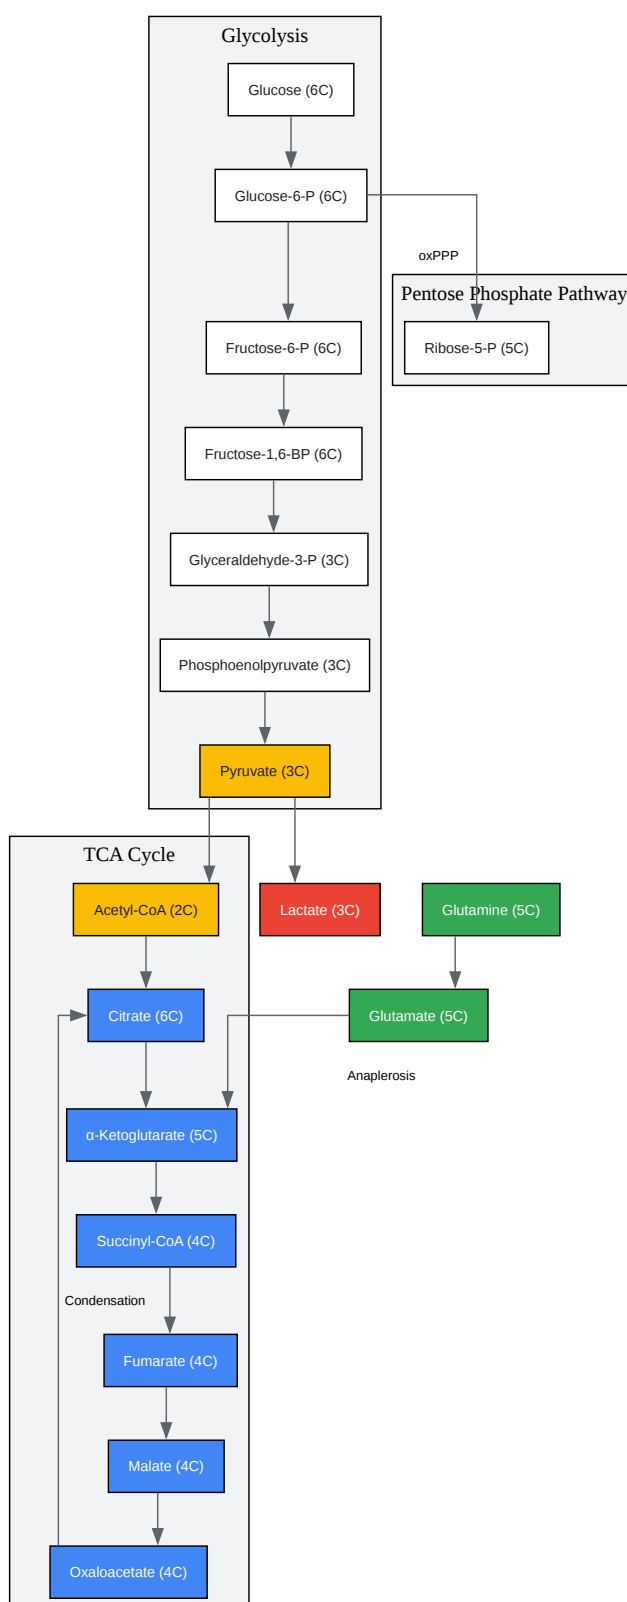 Glycolysis
Glucose (6C)
Glucose-6-P (6C)
oxPPP
Pentose Phosphate Pathway
Fructose-6-P (6C)
Ribose-5-P (5C)
Fructose-1,6-BP (6C)
Glyceraldehyde-3-P (3C)
Phosphoenolpyruvate (3C)
Pyruvate (3C)
TCA Cycle
Acetyl-CoA (2C)
Lactate (3C)
Glutamine (5C)
Citrate (6C)
Glutamate (5C)
Anaplerosis
α-Ketoglutarate (5C)
Succinyl-CoA (4C)
Condensation
Fumarate (4C)
Malate (4C)
Oxaloacetate (4C)